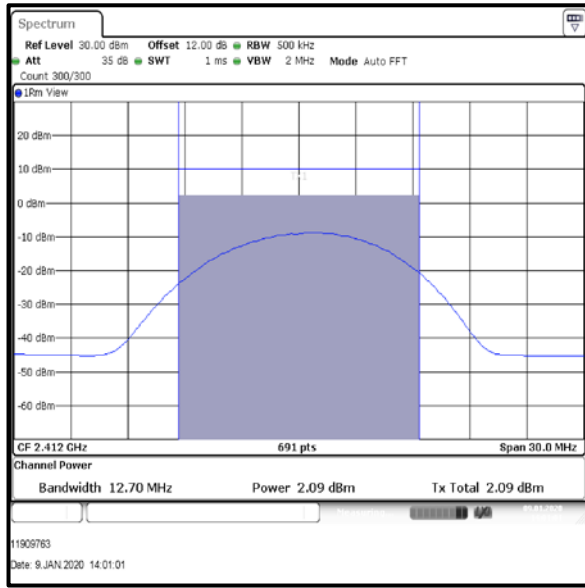 Spectrum
Ref Level 30.00 dBm Offset 12.00 dB RBW 500 kHz
Att 35 dB SWT 1 ms VBW 2 MHz Mode Auto FFT
Count 300/300
1Rm View
20 dBm
10 dBm
0 dBm
-10 dBm
-20 dBm
-30 dBm
-40 dBm
-50 dBm
-60 dBm
CF 2.412 GHz 691 pts Span 30.0 MHz
Channel Power
Bandwidth 12.70 MHz Power 2.09 dBm Tx Total 2.09 dBm
11909763
Date: 9.JAN.2020 14:01:01